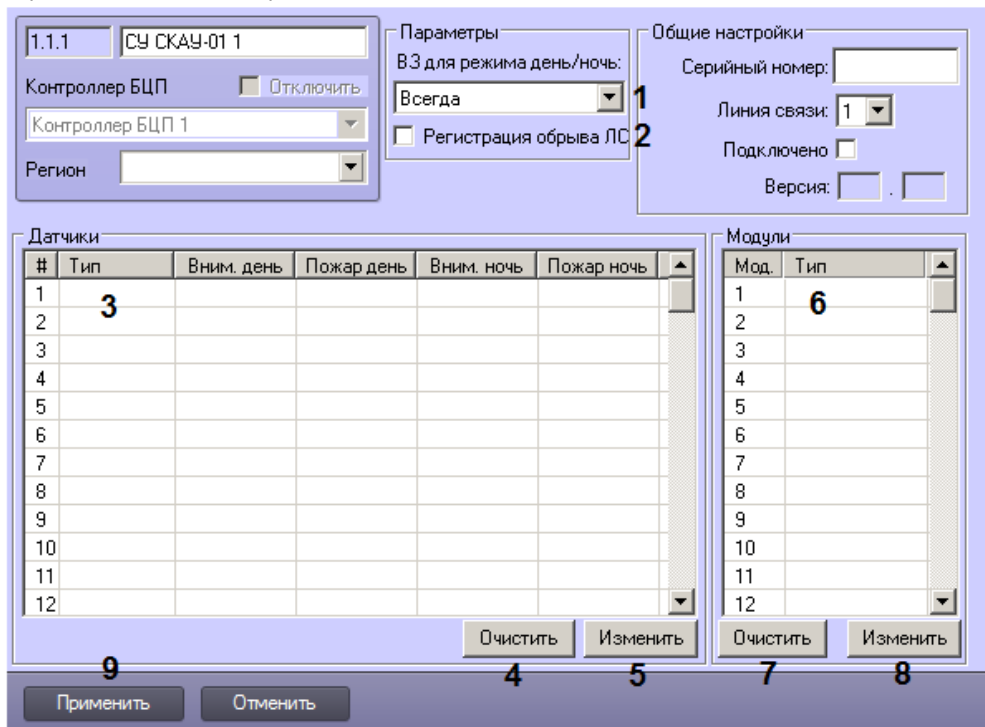 1.1.1 СУ СКАУ-01 1
Контроллер БЦП Отключить
Контроллер БЦП 1
Регион
Параметры
ВЗ для режима день/ночь:
Всегда 1
Регистрация обрыва ЛС 2
Общие настройки
Серийный номер:
Линия связи: 1
Подключено
Версия: .
Датчики
# Тип Вним. день Пожар день Вним. ночь Пожар ночь
1
3
2
3
4
5
6
7
8
9
10
11
12
Очистить Изменить
4 5
Модули
Мод. Тип
1
6
2
3
4
5
6
7
8
9
10
11
12
Очистить Изменить
7 8
9
Применить Отменить